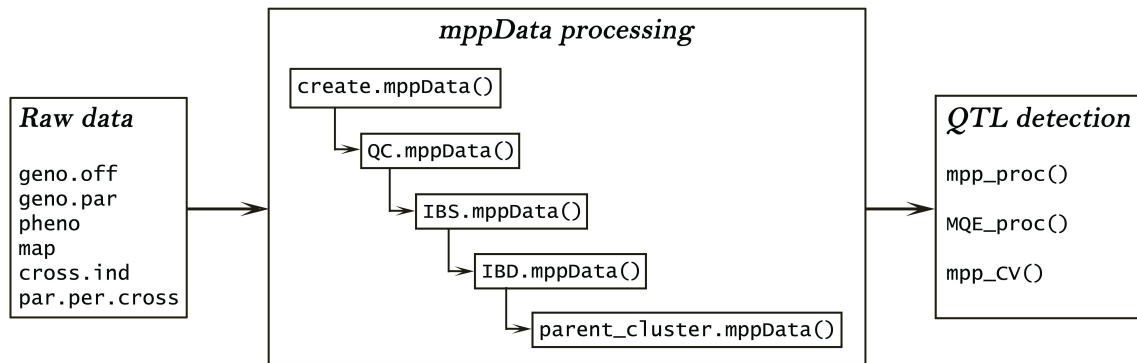 Raw data
geno.off
geno.par
pheno
map
cross.ind
par.per.cross
mppData processing
create.mppData()
QC.mppData()
IBS.mppData()
IBD.mppData()
parent_cluster.mppData()
QTL detection
mpp_proc()
MQE_proc()
mpp_CV()